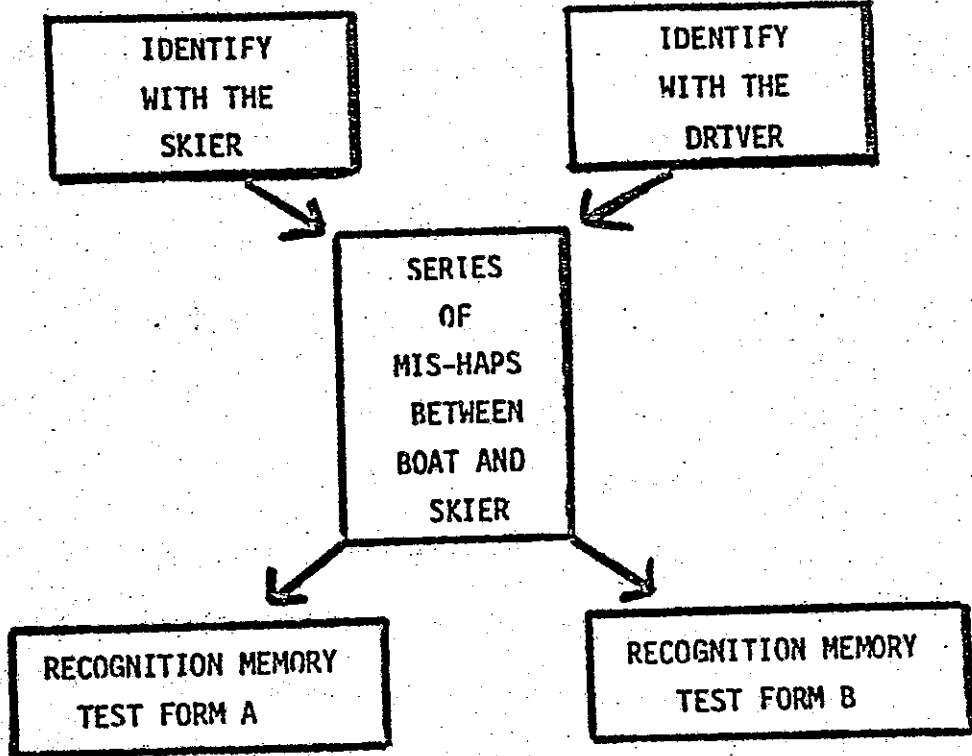 IDENTIFY
WITH THE
SKIER
IDENTIFY
WITH THE
DRIVER
SERIES
OF
MIS-HAPS
BETWEEN
BOAT AND
SKIER
RECOGNITION MEMORY
TEST FORM A
RECOGNITION MEMORY
TEST FORM B